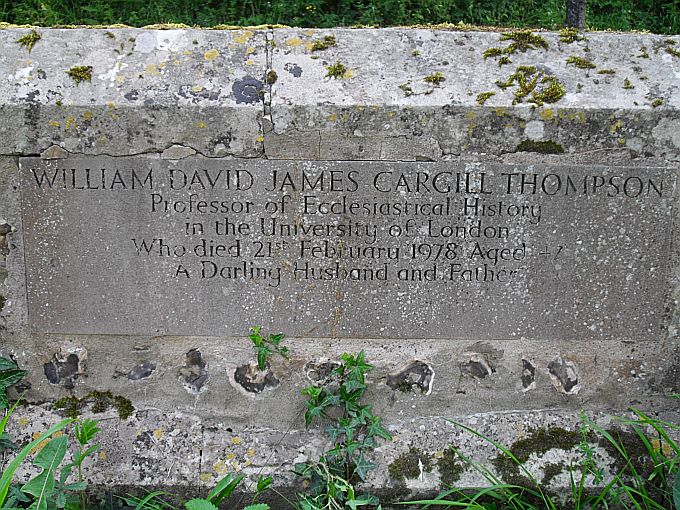 WILLIAM DAVID JAMES CARGILL THOMPSON
Professor of Ecclesiastical History
in the University of London
Who died 21st February 1978 Aged 47
A Darling Husband and Father